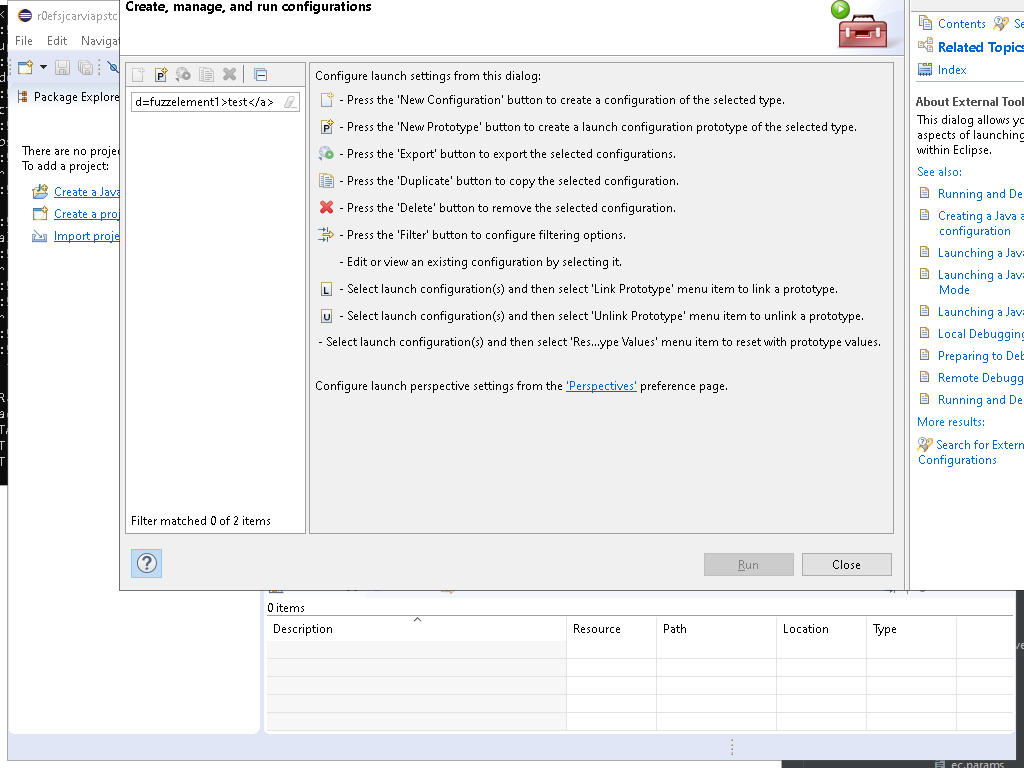 Create, manage, and run configurations
r0efsjcarviapstc
File Edit Navigat
Package Explore
There are no projec
To add a project:
Create a Java
Create a proj
Import proje
d=fuzzelement1>test</a>
Filter matched 0 of 2 items
Configure launch settings from this dialog:
- Press the 'New Configuration' button to create a configuration of the selected type.
- Press the 'New Prototype' button to create a launch configuration prototype of the selected type.
- Press the 'Export' button to export the selected configurations.
- Press the 'Duplicate' button to copy the selected configuration.
- Press the 'Delete' button to remove the selected configuration.
- Press the 'Filter' button to configure filtering options.
- Edit or view an existing configuration by selecting it.
- Select launch configuration(s) and then select 'Link Prototype' menu item to link a prototype.
- Select launch configuration(s) and then select 'Unlink Prototype' menu item to unlink a prototype.
- Select launch configuration(s) and then select 'Res...ype Values' menu item to reset with prototype values.
Configure launch perspective settings from the 'Perspectives' preference page.
Run Close
Contents Se
Related Topics
Index
About External Tool
This dialog allows yo
aspects of launching
within Eclipse.
See also:
Running and De
Creating a Java a
configuration
Launching a Java
Launching a Java
Mode
Launching a Java
Local Debugging
Preparing to Deb
Remote Debugg
Running and De
More results:
Search for Extern
Configurations
0 items
Description Resource Path Location Type
ec.params